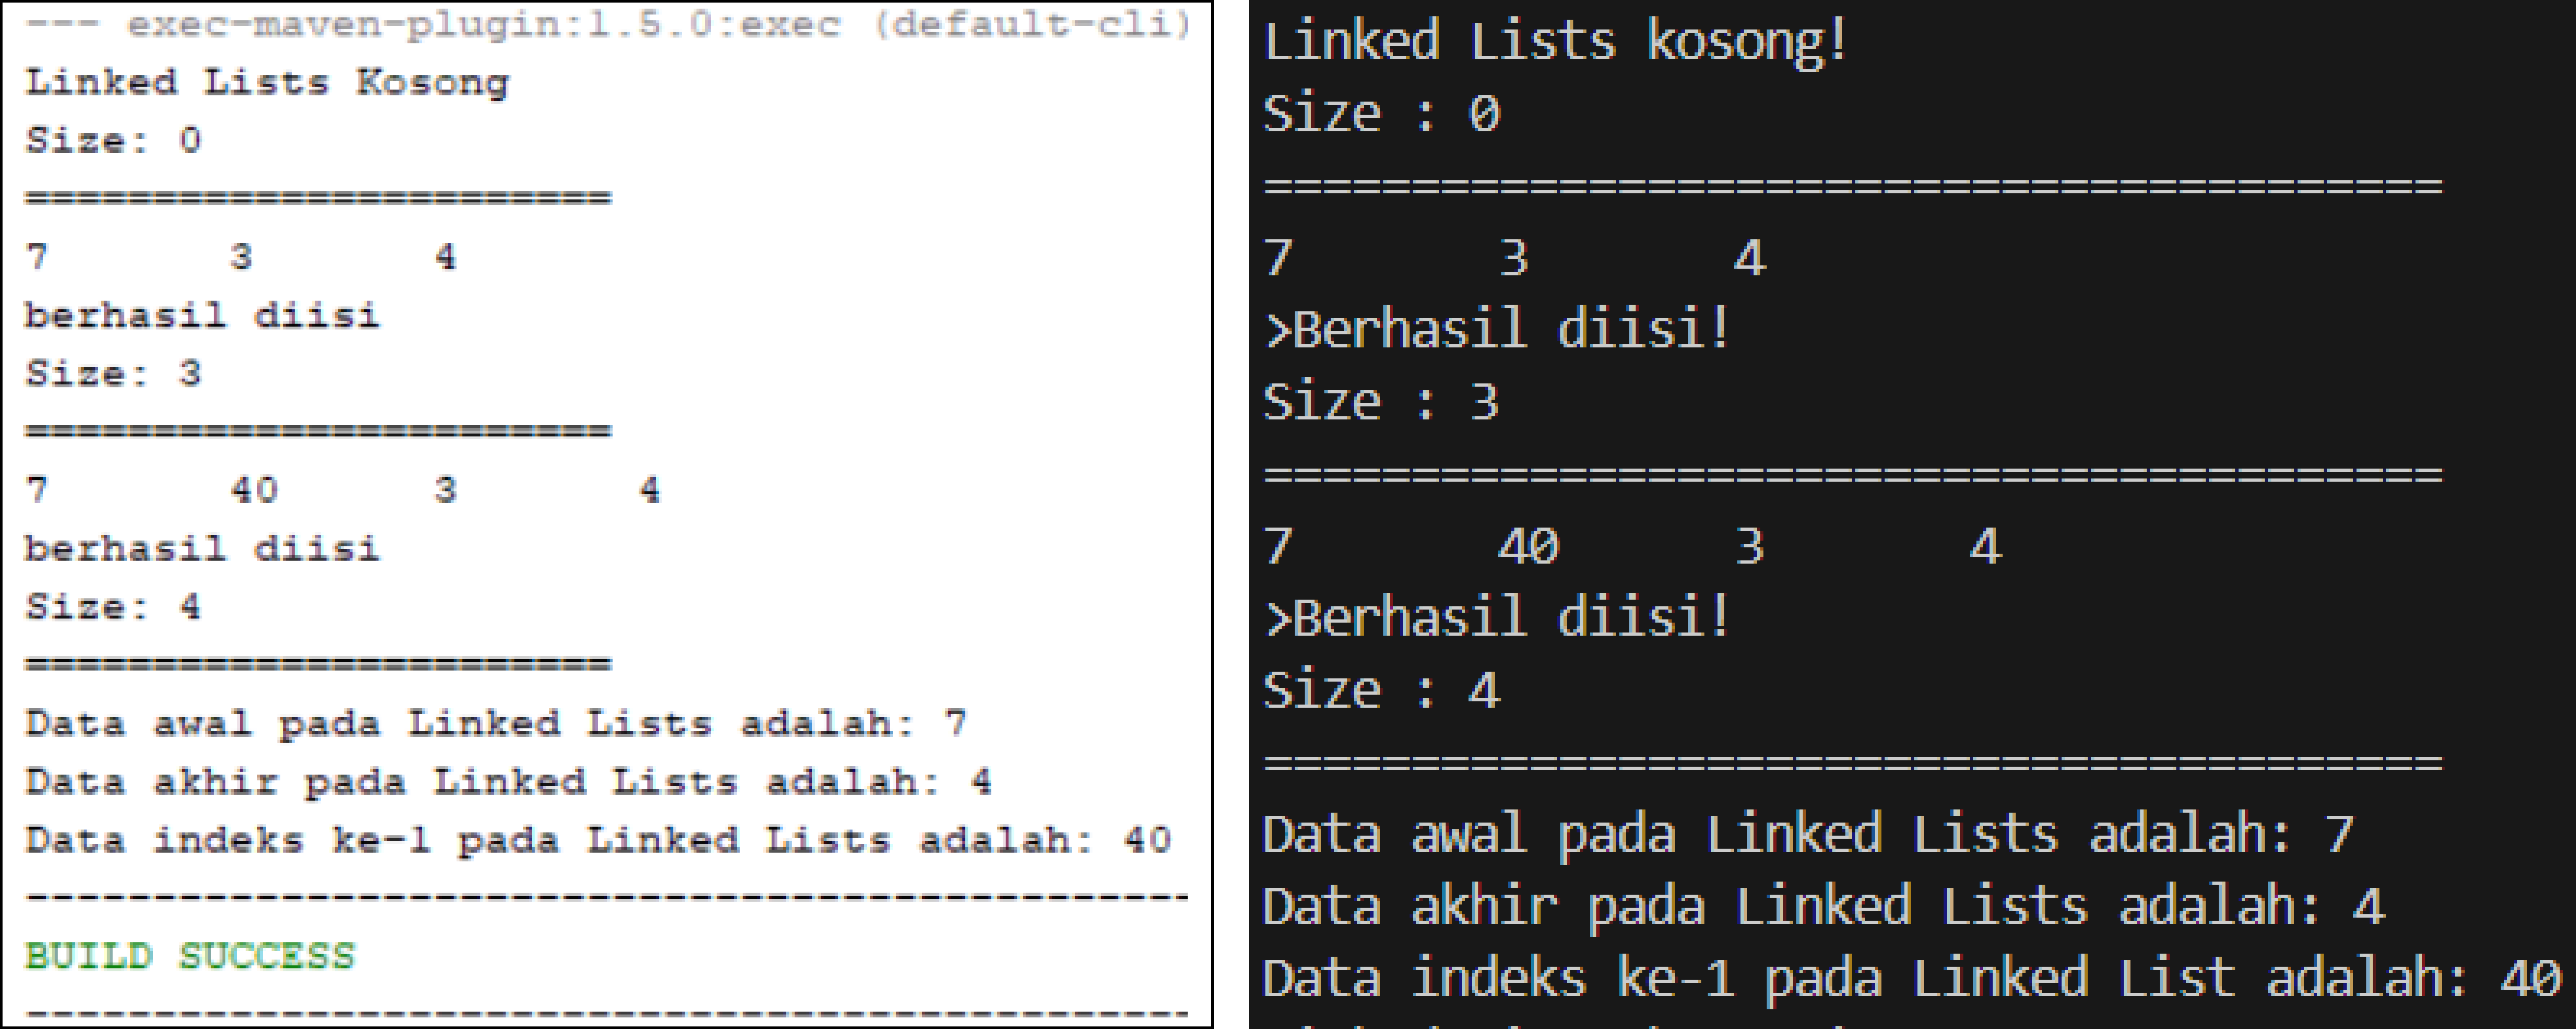 --- exec-maven-plugin:1.5.0:exec (default-cli)
Linked Lists Kosong
Size: 0
=======================
7 3 4
berhasil diisi
Size: 3
=======================
7 40 3 4
berhasil diisi
Size: 4
=======================
Data awal pada Linked Lists adalah: 7
Data akhir pada Linked Lists adalah: 4
Data indeks ke-1 pada Linked Lists adalah: 40
----------------------------------------------
BUILD SUCCESS
----------------------------------------------
Linked Lists kosong!
Size : 0
========================================
7 3 4
>Berhasil diisi!
Size : 3
========================================
7 40 3 4
>Berhasil diisi!
Size : 4
========================================
Data awal pada Linked Lists adalah: 7
Data akhir pada Linked Lists adalah: 4
Data indeks ke-1 pada Linked List adalah: 40